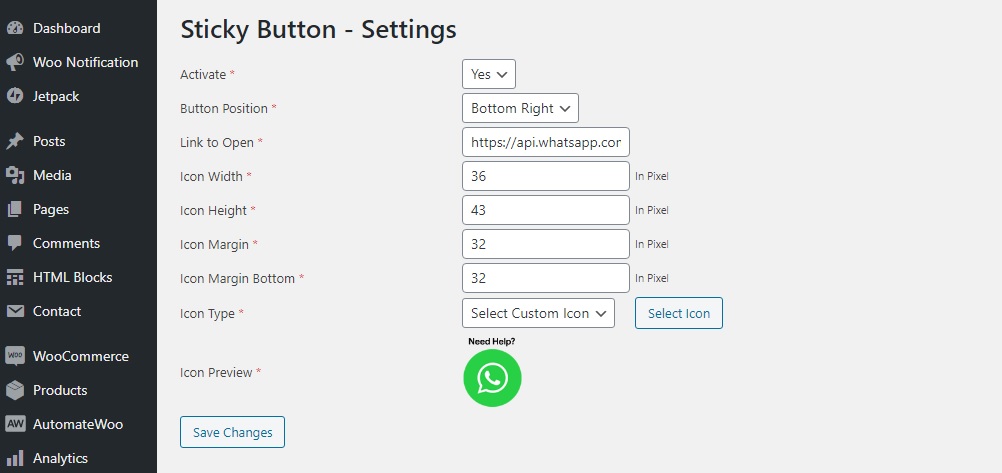 Dashboard
Woo Notification
Jetpack
Posts
Media
Pages
Comments
HTML Blocks
Contact
WOO WooCommerce
Products
AW AutomateWoo
Analytics
Sticky Button - Settings
Activate * Yes
Button Position * Bottom Right
Link to Open * https://api.whatsapp.cor
Icon Width * 36 In Pixel
Icon Height * 43 In Pixel
Icon Margin * 32 In Pixel
Icon Margin Bottom * 32 In Pixel
Icon Type * Select Custom Icon Select Icon
Need Help?
Icon Preview *
Save Changes